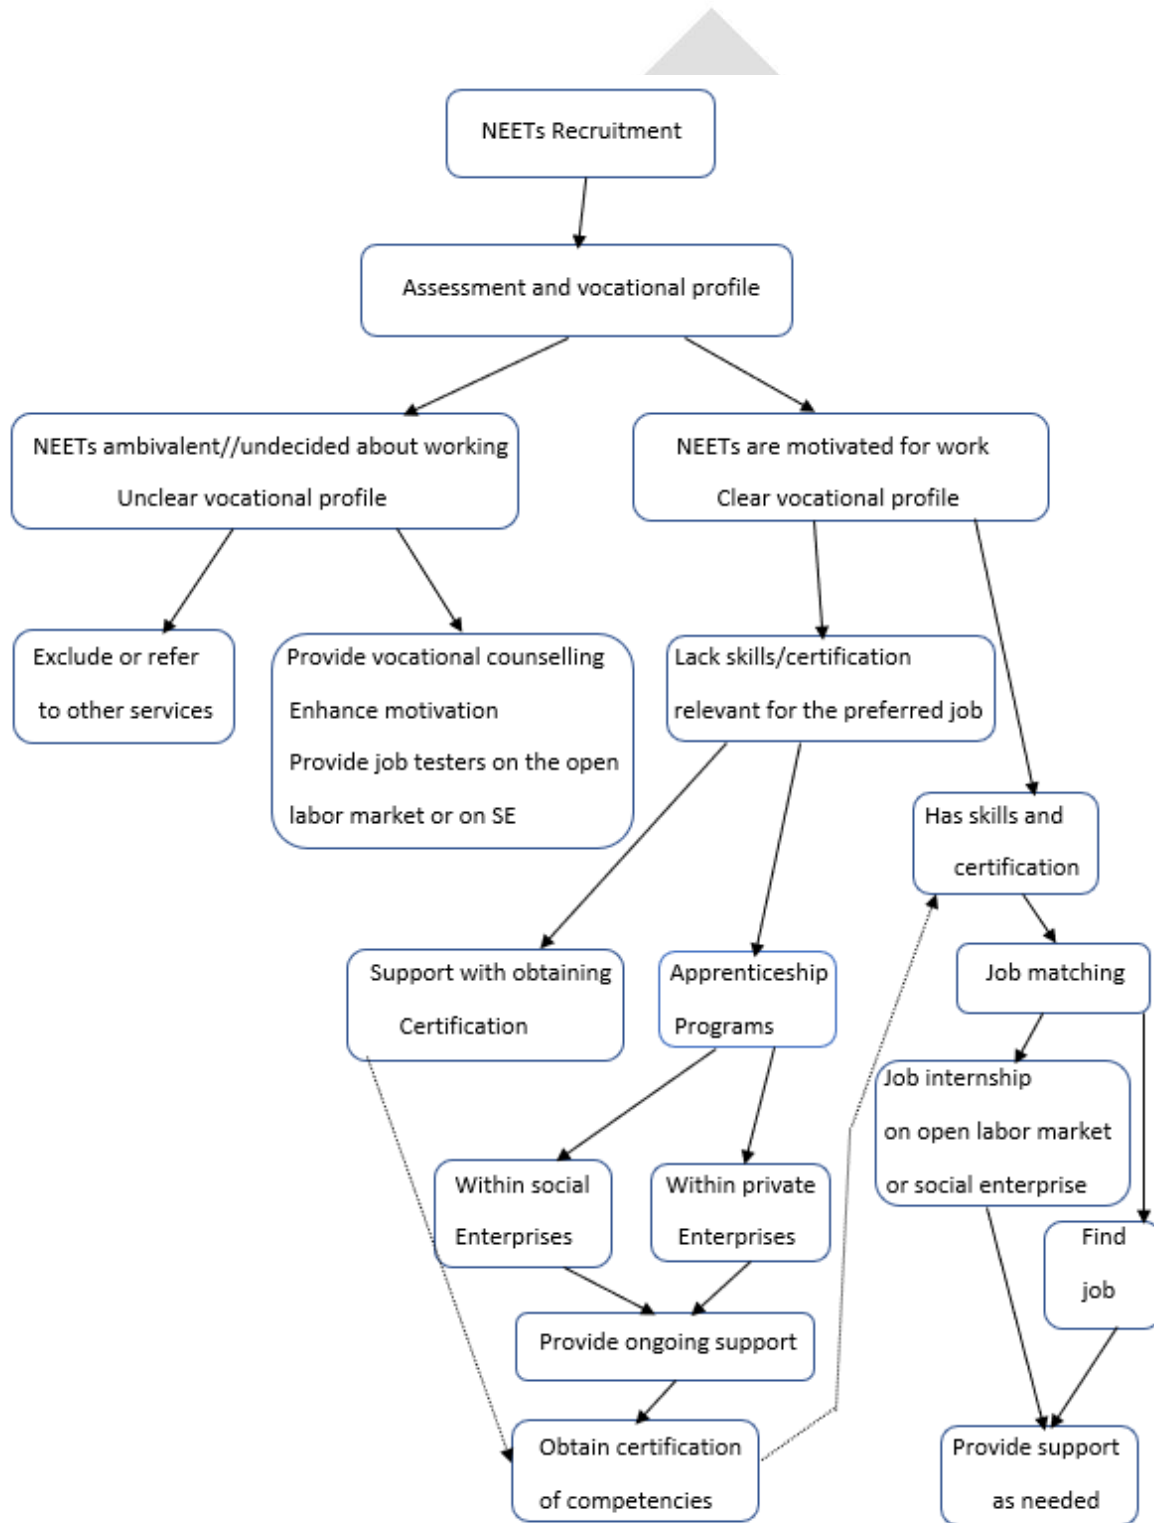 NEETs Recruitment
Assessment and vocational profile
NEETs ambivalent//undecided about working
Unclear vocational profile
NEETs are motivated for work
Clear vocational profile
Exclude or refer
to other services
Provide vocational counselling
Enhance motivation
Provide job testers on the open
labor market or on SE
Lack skills/certification
relevant for the preferred job
Has skills and
certification
Support with obtaining
Certification
Apprenticeship
Programs
Job matching
Job internship
on open labor market
or social enterprise
Within social
Enterprises
Within private
Enterprises
Find
job
Provide ongoing support
Obtain certification
of competencies
Provide support
as needed